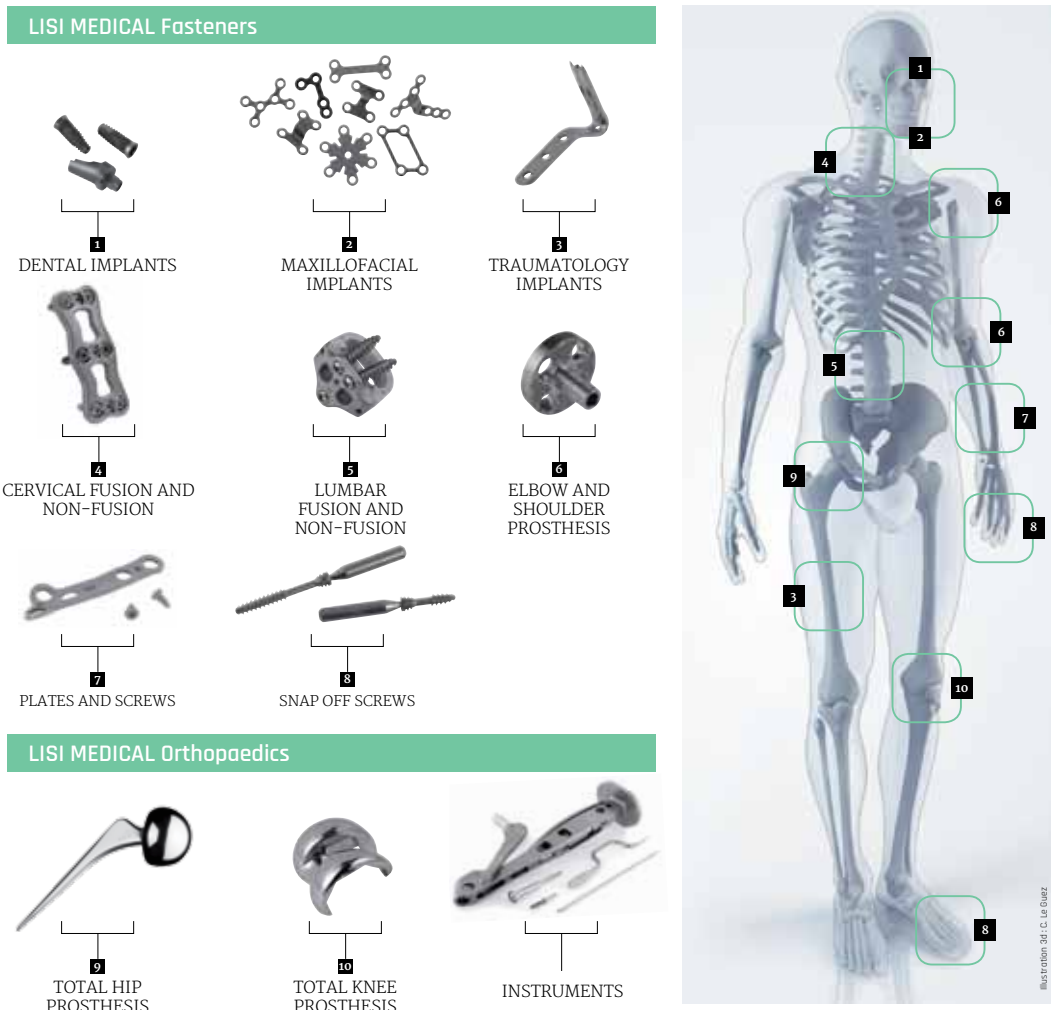 LISI MEDICAL Fasteners
1
DENTAL IMPLANTS
2
MAXILLOFACIAL
IMPLANTS
3
TRAUMATOLOGY
IMPLANTS
4
CERVICAL FUSION AND
NON-FUSION
5
LUMBAR
FUSION AND
NON-FUSION
6
ELBOW AND
SHOULDER
PROSTHESIS
7
PLATES AND SCREWS
8
SNAP OFF SCREWS
LISI MEDICAL Orthopaedics
9
TOTAL HIP
PROSTHESIS
10
TOTAL KNEE
PROSTHESIS
INSTRUMENTS
1
2
4
6
6
5
7
9
8
3
10
8
Illustration 3d : C. Le Guez